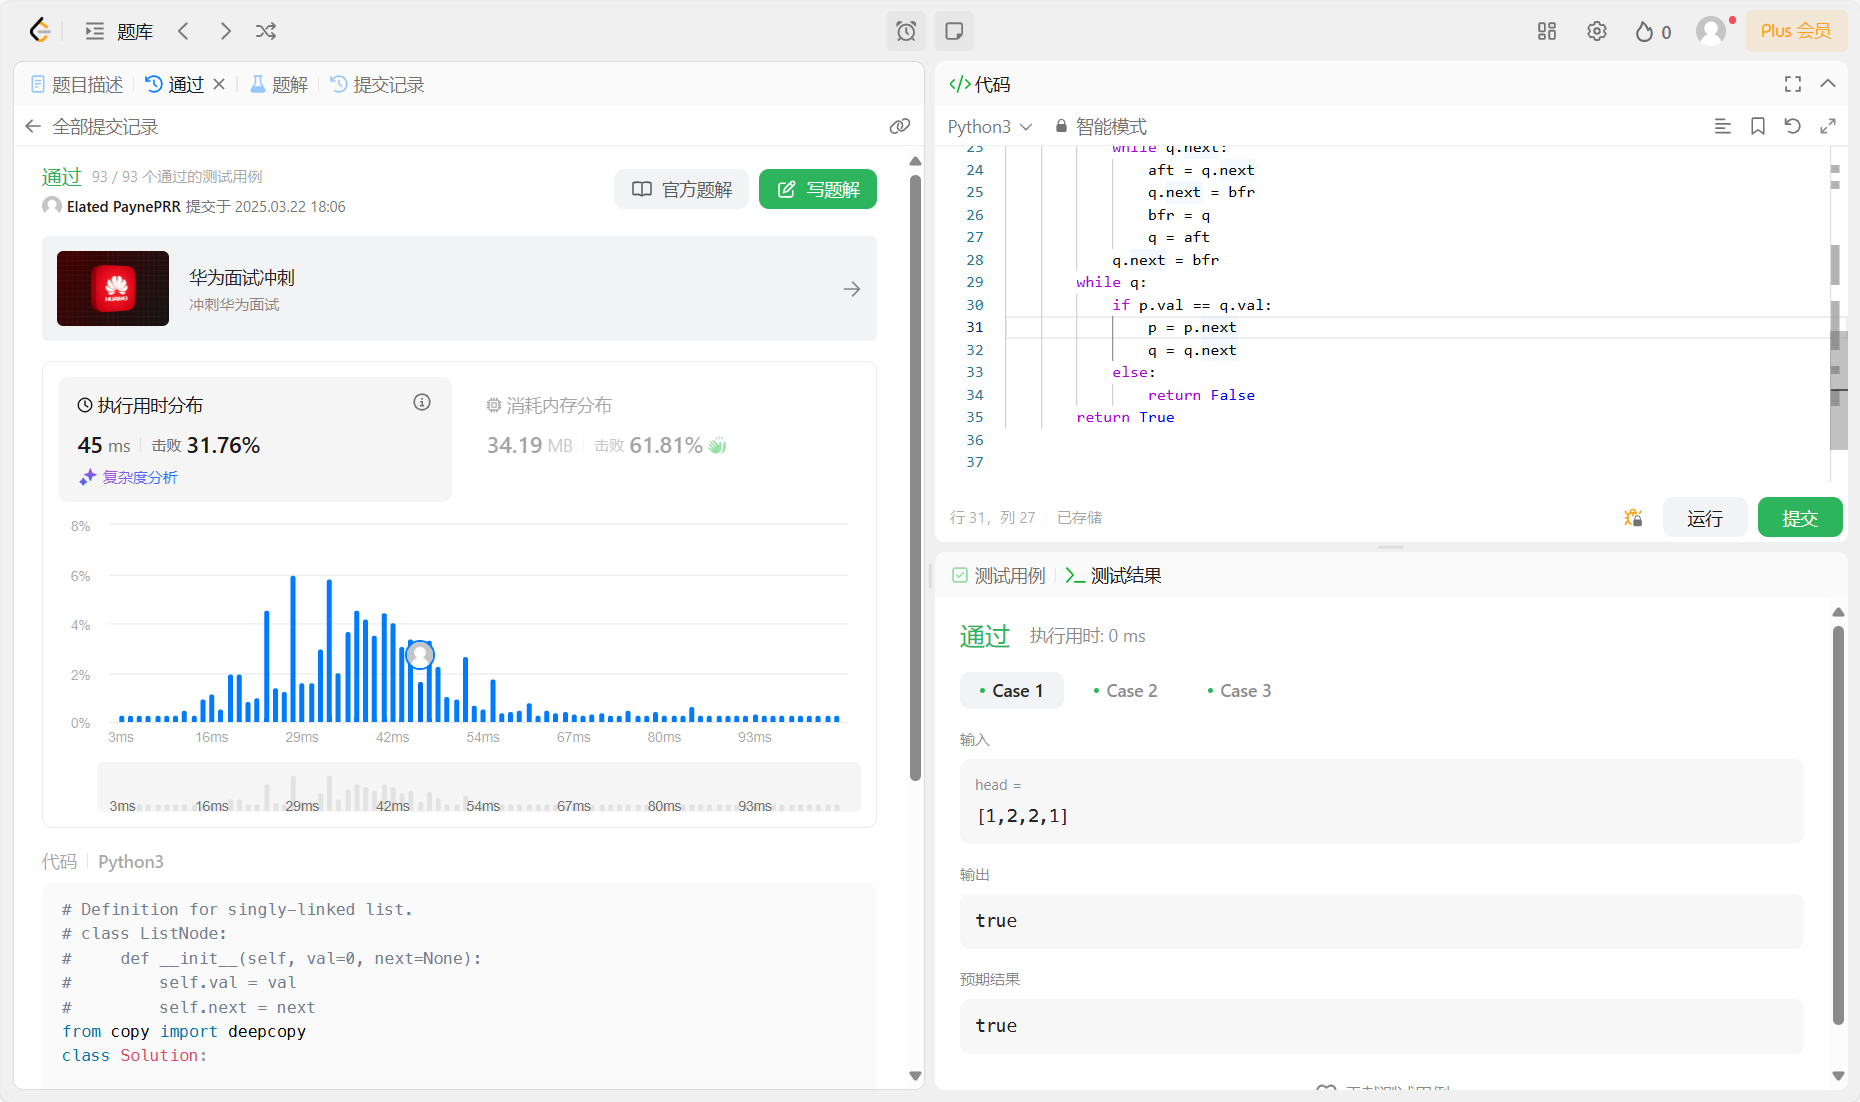 题库
0
Plus 会员
题目描述
通过
题解
提交记录
全部提交记录
通过 93 / 93 个通过的测试用例
Elated PaynePRR 提交于 2025.03.22 18:06
官方题解
写题解
HUAWEI
华为面试冲刺
冲刺华为面试
执行用时分布
45 ms 击败 31.76%
复杂度分析
消耗内存分布
34.19 MB 击败 61.81%
8%
6%
4%
2%
0%
3ms 16ms 29ms 42ms 54ms 67ms 80ms 93ms
3ms 16ms 29ms 42ms 54ms 67ms 80ms 93ms
代码 Python3
# Definition for singly-linked list.
# class ListNode:
#     def __init__(self, val=0, next=None):
#         self.val = val
#         self.next = next
from copy import deepcopy
class Solution:
</> 代码
Python3 智能模式
23 while q.next:
24 aft = q.next
25 q.next = bfr
26 bfr = q
27 q = aft
28 q.next = bfr
29 while q:
30 if p.val == q.val:
31 p = p.next
32 q = q.next
33 else:
34 return False
35 return True
36
37
行 31，列 27 已存储
运行
提交
测试用例
测试结果
通过 执行用时: 0 ms
Case 1
Case 2
Case 3
输入
head =
[1,2,2,1]
输出
true
预期结果
true